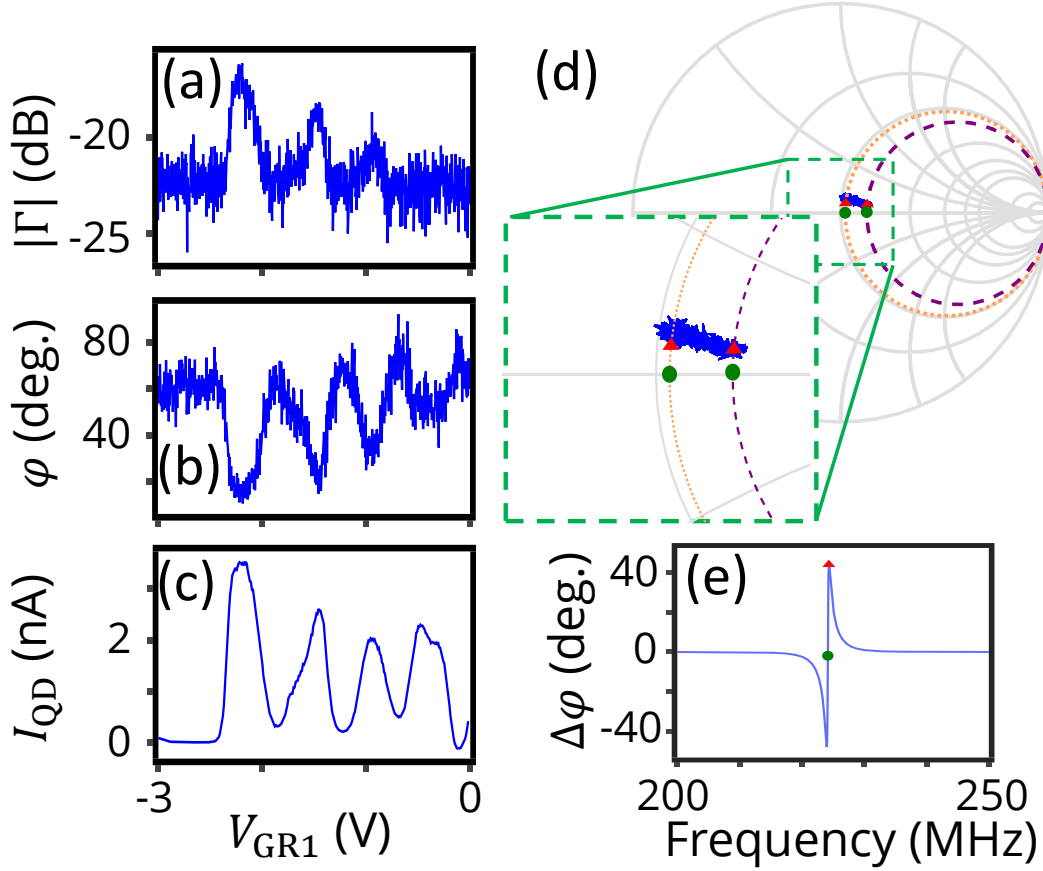 (a)
|Γ| (dB)
-20
-25
(b)
φ (deg.)
80
40
(c)
I_QD (nA)
2
0
-3
0
V_GR1 (V)
(d)
(e)
Δφ (deg.)
40
0
-40
200
250
Frequency (MHz)